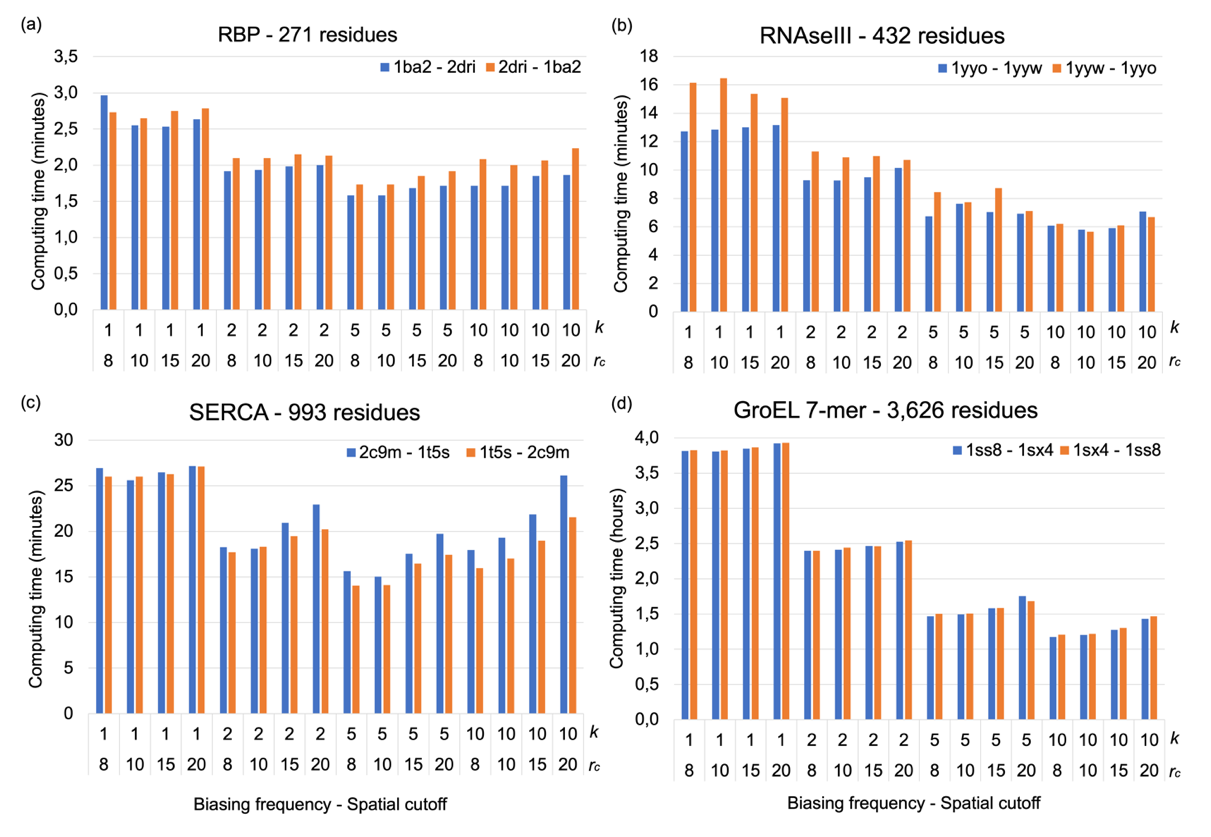 (a)
RBP - 271 residues
1ba2 - 2dri 2dri - 1ba2
Computing time (minutes)
3,5
3,0
2,5
2,0
1,5
1,0
0,5
0,0
1 1 1 1 2 2 2 2 5 5 5 5 10 10 10 10 k
8 10 15 20 8 10 15 20 8 10 15 20 8 10 15 20 rc
(b)
RNAseIII - 432 residues
1yyo - 1yyw 1yyw - 1yyo
Computing time (minutes)
18
16
14
12
10
8
6
4
2
0
1 1 1 1 2 2 2 2 5 5 5 5 10 10 10 10 k
8 10 15 20 8 10 15 20 8 10 15 20 8 10 15 20 rc
(c)
SERCA - 993 residues
2c9m - 1t5s 1t5s - 2c9m
Computing time (minutes)
30
25
20
15
10
5
0
1 1 1 1 2 2 2 2 5 5 5 5 10 10 10 10 k
8 10 15 20 8 10 15 20 8 10 15 20 8 10 15 20 rc
Biasing frequency - Spatial cutoff
(d)
GroEL 7-mer - 3,626 residues
1ss8 - 1sx4 1sx4 - 1ss8
Computing time (hours)
4,0
3,5
3,0
2,5
2,0
1,5
1,0
0,5
0,0
1 1 1 1 2 2 2 2 5 5 5 5 10 10 10 10 k
8 10 15 20 8 10 15 20 8 10 15 20 8 10 15 20 rc
Biasing frequency - Spatial cutoff